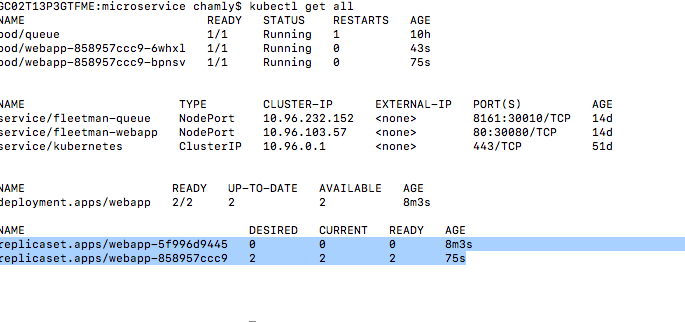 GC02T13P3GTFME:microservice chamly$ kubectl get all
NAME READY STATUS RESTARTS AGE
pod/queue 1/1 Running 1 10h
pod/webapp-858957ccc9-6whxl 1/1 Running 0 43s
pod/webapp-858957ccc9-bpnsv 1/1 Running 0 75s
NAME TYPE CLUSTER-IP EXTERNAL-IP PORT(S) AGE
service/fleetman-queue NodePort 10.96.232.152 <none> 8161:30010/TCP 14d
service/fleetman-webapp NodePort 10.96.103.57 <none> 80:30080/TCP 14d
service/kubernetes ClusterIP 10.96.0.1 <none> 443/TCP 51d
NAME READY UP-TO-DATE AVAILABLE AGE
deployment.apps/webapp 2/2 2 2 8m3s
NAME DESIRED CURRENT READY AGE
replicaset.apps/webapp-5f996d9445 0 0 0 8m3s
replicaset.apps/webapp-858957ccc9 2 2 2 75s